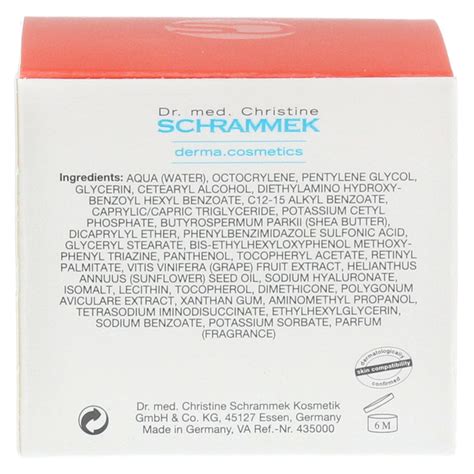 Dr. med. Christine
SCHRAMMEK
derma.cosmetics
Ingredients: AQUA (WATER), OCTOCRYLENE, PENTYLENE GLYCOL,
GLYCERIN, CETEARYL ALCOHOL, DIETHYLAMINO HYDROXY-
BENZOYL HEXYL BENZOATE, C12-15 ALKYL BENZOATE,
CAPRYLIC/CAPRIC TRIGLYCERIDE, POTASSIUM CETYL
PHOSPHATE, BUTYROSPERMUM PARKII (SHEA BUTTER),
DICAPRYLYL ETHER, PHENYLBENZIMIDAZOLE SULFONIC ACID,
GLYCERYL STEARATE, BIS-ETHYLHEXYLOXYPHENOL METHOXY-
PHENYL TRIAZINE, PANTHENOL, TOCOPHERYL ACETATE, RETINYL
PALMITATE, VITIS VINIFERA (GRAPE) FRUIT EXTRACT, HELIANTHUS
ANNUUS (SUNFLOWER) SEED OIL, SODIUM HYALURONATE,
ISOMALT, LECITHIN, TOCOPHEROL, DIMETHICONE, POLYGONUM
AVICULARE EXTRACT, XANTHAN GUM, AMINOMETHYL PROPANOL,
TETRASODIUM IMINODISUCCINATE, ETHYLHEXYLGLYCERIN,
SODIUM BENZOATE, POTASSIUM SORBATE, PARFUM
(FRAGRANCE)
dermatologically
skin compatibility
confirmed
Dr. med. Christine Schrammek Kosmetik
GmbH & Co. KG, 45127 Essen, Germany
Made in Germany, VA Ref.-Nr. 435000
6 M